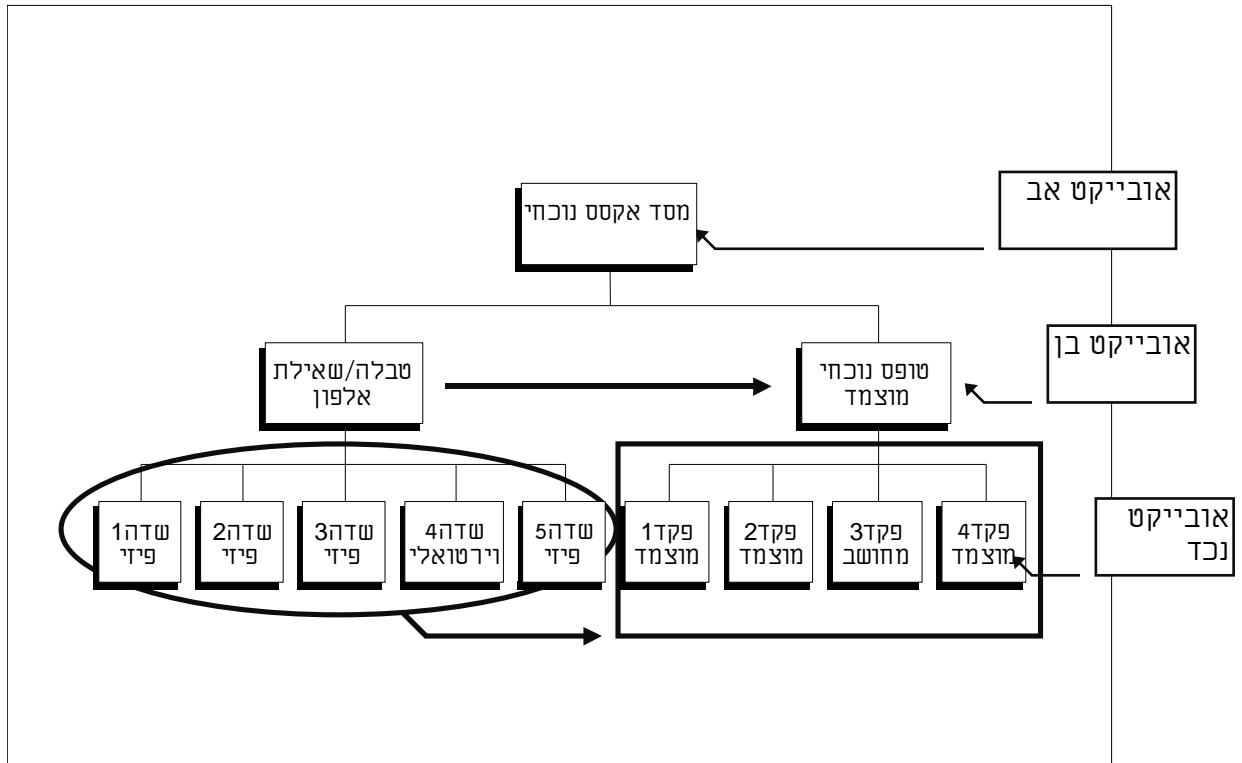 אובייקט אב
מסד אקסס נוכחי
אובייקט בן
טופס נוכחי
מוצמד
טבלה/שאילת
אלפון
אובייקט
נכד
פקד4
מוצמד
פקד3
מחושב
פקד2
מוצמד
פקד1
מוצמד
שדה5
פיזי
שדה4
וירטואלי
שדה3
פיזי
שדה2
פיזי
שדה1
פיזי